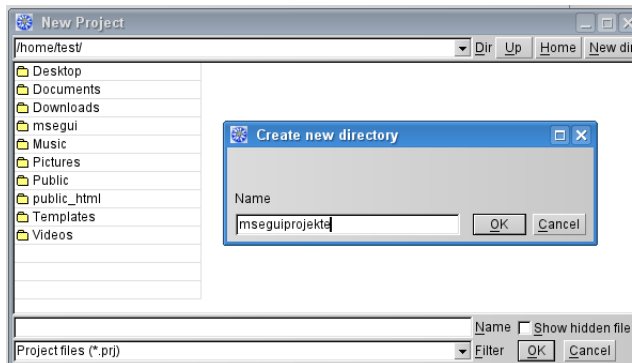 New Project
/home/test/ Dir Up Home New dir
Desktop
Documents
Downloads
msegui
Music
Pictures
Public
public_html
Templates
Videos
Create new directory
Name
mseguiprojekte OK Cancel
Name Show hidden file
Project files (*.prj) Filter OK Cancel